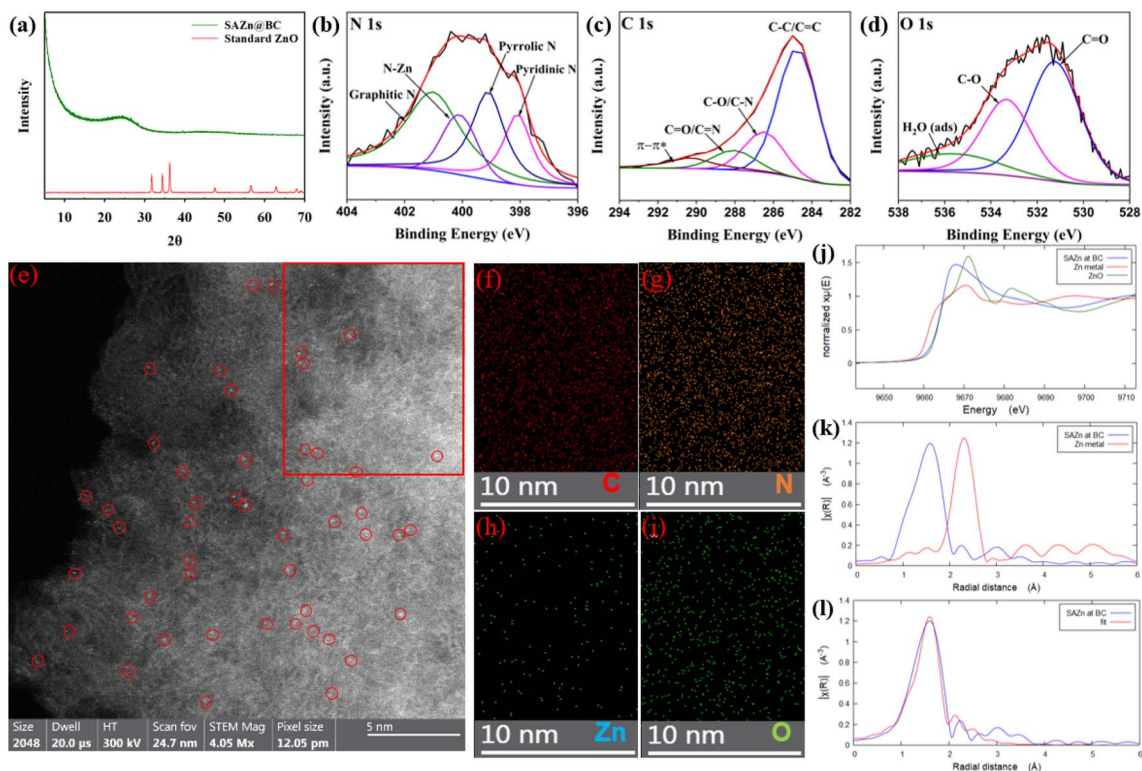 (a)
SAZn@BC
Standard ZnO
Intensity
10 20 30 40 50 60 70
2θ
(b)
N 1s
Pyrrolic N
N-Zn
Pyridinic N
Graphitic N
Intensity (a.u.)
404 402 400 398 396
Binding Energy (eV)
(c)
C 1s
C-C/C=C
C-O/C-N
C=O/C=N
π−π*
Intensity (a.u.)
294 292 290 288 286 284 282
Binding Energy (eV)
(d)
O 1s
C=O
C-O
H2O (ads)
Intensity (a.u.)
538 535 533 530 528
Binding Energy (eV)
(e)
Size Dwell HT Scan fov STEM Mag Pixel size 5 nm
2048 20.0 µs 300 kV 24.7 nm 4.05 Mx 12.05 pm
(f)
10 nm C
(g)
10 nm N
(h)
10 nm Zn
(i)
10 nm O
(j)
SAZn at BC
Zn metal
ZnO
normalized xμ(E)
1.5
1.0
0.5
0
9650 9660 9670 9680 9690 9700 9710
Energy (eV)
(k)
SAZn at BC
Zn metal
|χ(R)| (Å⁻³)
1.4
1.2
1
0.8
0.6
0.4
0.2
0
0 1 2 3 4 5 6
Radial distance (Å)
(l)
SAZn at BC
fit
|χ(R)| (Å⁻³)
1.4
1.2
1
0.8
0.6
0.4
0.2
0
0 1 2 3 4 5 6
Radial distance (Å)